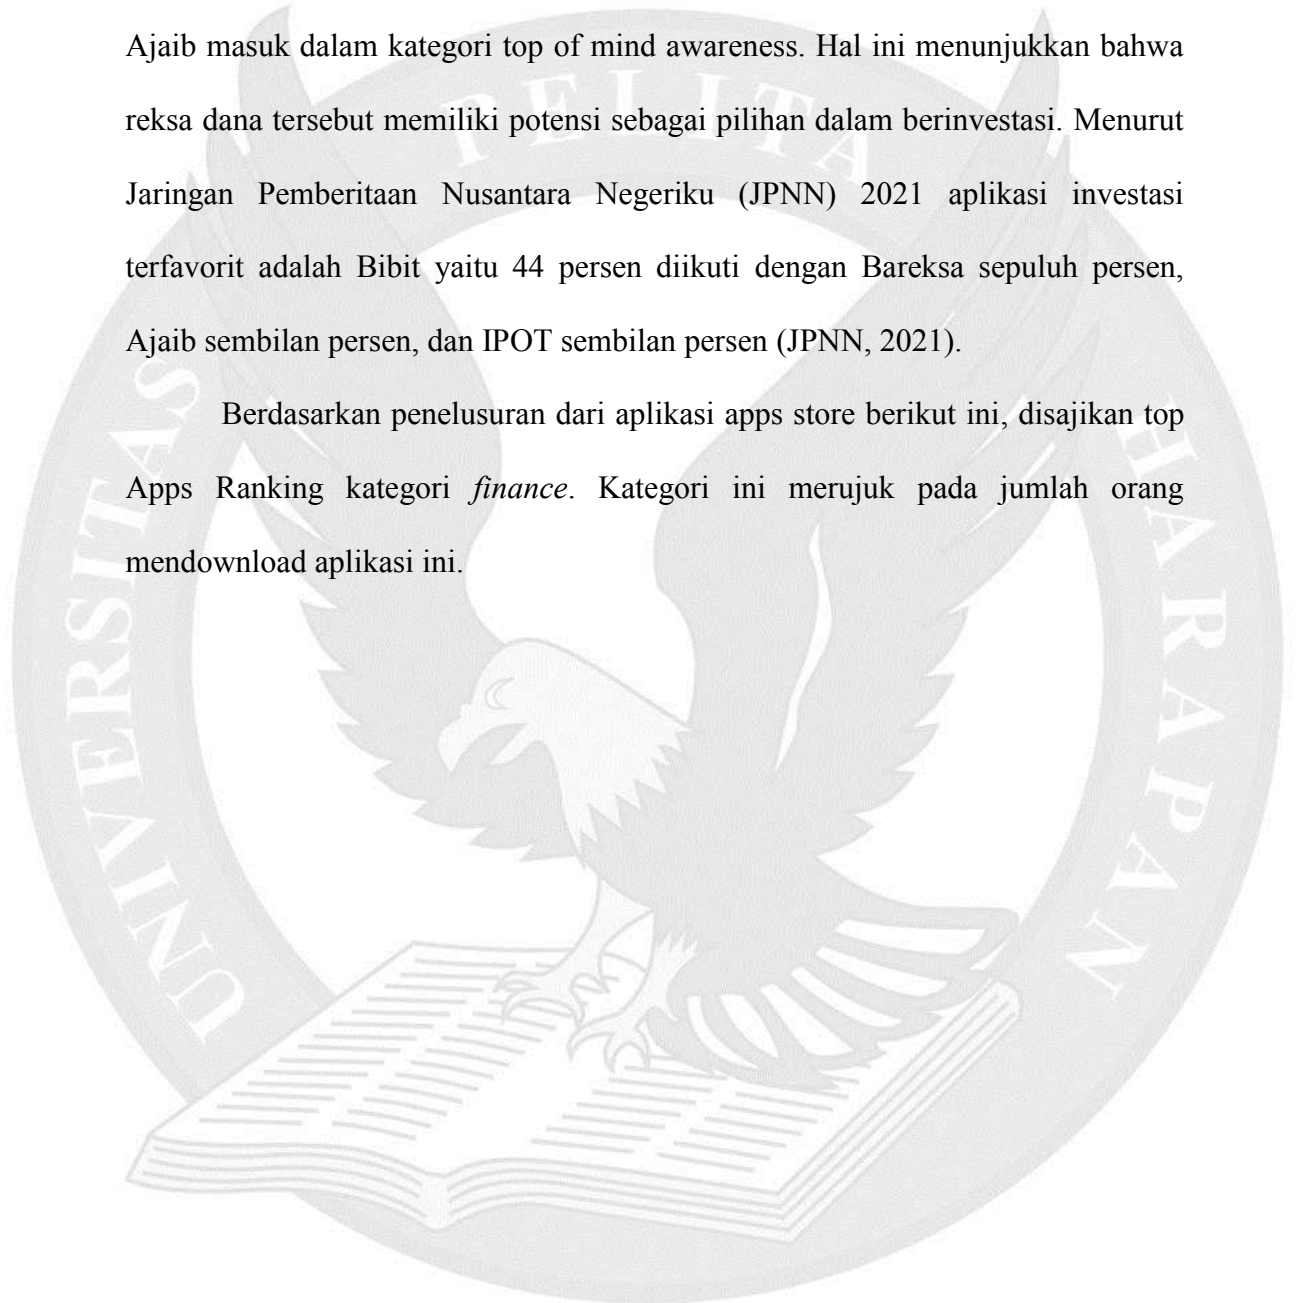 Ajaib masuk dalam kategori top of mind awareness. Hal ini menunjukkan bahwa
reksa dana tersebut memiliki potensi sebagai pilihan dalam berinvestasi. Menurut
Jaringan Pemberitaan Nusantara Negeriku (JPNN) 2021 aplikasi investasi
terfavorit adalah Bibit yaitu 44 persen diikuti dengan Bareksa sepuluh persen,
Ajaib sembilan persen, dan IPOT sembilan persen (JPNN, 2021).
Berdasarkan penelusuran dari aplikasi apps store berikut ini, disajikan top
Apps Ranking kategori finance. Kategori ini merujuk pada jumlah orang
mendownload aplikasi ini.
UNIVERSITAS PELITA HARAPAN